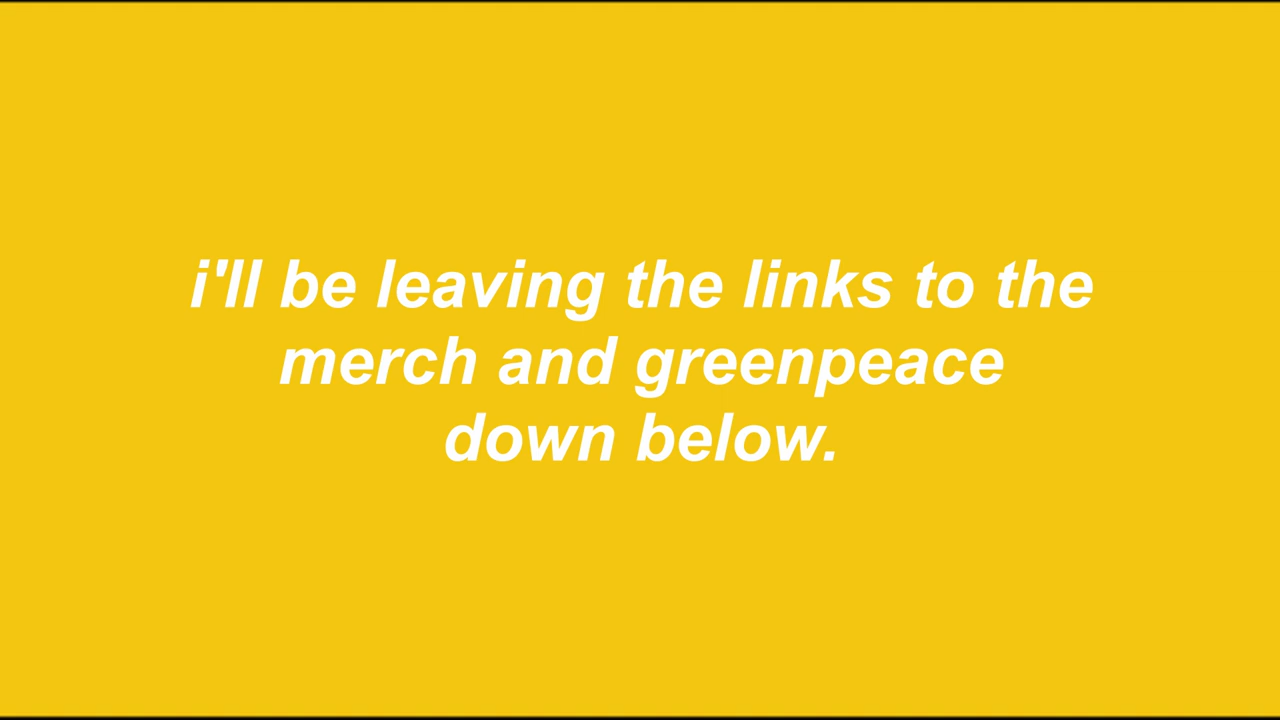 i'll be leaving the links to the
merch and greenpeace
down below.